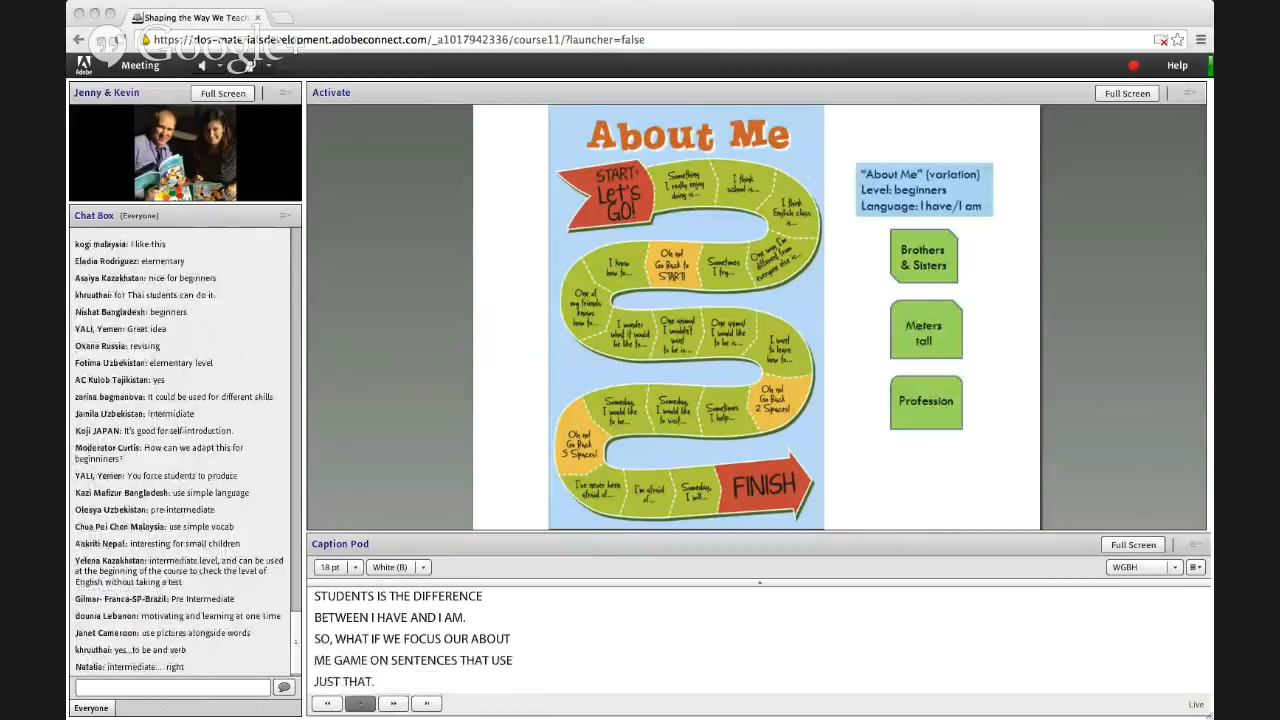 Shaping the Way We Teach
Google+
https://dos-materialsdevelopment.adobeconnect.com/_a1017942336/course11/?launcher=false
Adobe
Meeting
Help
Jenny & Kevin
Full Screen
Chat Box (Everyone)
kogi malaysia: I like this
Eladia Rodriguez: elementary
Assiya Kazakhstan: nice for beginners
khruuthai: for Thai students can do it.
Nishat Bangladesh: beginners
YALI, Yemen: Great idea
Oxana Russia: revising
Fotima Uzbekistan: elementary level
AC Kulob Tajikistan: yes
zarina bagmanova: It could be used for different skills
Jamila Uzbekistan: intermidiate
Koji JAPAN: It's good for self-introduction.
Moderator Curtis: How can we adapt this for
beginniners?
YALI, Yemen: You force students to produce
Kazi Mafizur Bangladesh: use simple language
Olesya Uzbekistan: pre-intermediate
Chua Pei Chen Malaysia: use simple vocab
Aakriti Nepal: interesting for small children
Yelena Kazakhstan: intermediate level, and can be used
at the beginning of the course to check the level of
English without taking a test
Gilmar- Franca-SP-Brazil: Pre Intermediate
dounia Lebanon: motivating and learning at one time
Janet Cameroon: use pictures alongside words
khruuthai: yes...to be and verb
Natalia: intermediate.... right
Everyone
Activate
Full Screen
About Me
START:
LET'S
GO!
Something
I really enjoy
doing is...
I think
school is...
I think
English class
is...
One way I'm
different from
everyone else is...
Sometimes
I try...
Oh no!
Go Back to
START!
I know
how to...
One of
my friends
knows
how to...
I wonder
what it would
be like to...
One animal
I wouldn't
want
to be is...
One animal
I would like
to be is...
I want
to learn
how to...
Oh no!
Go Back
2 Spaces!
Sometimes
I help...
Someday,
I would like
to visit...
Someday,
I would like
to be...
Oh no!
Go Back
5 Spaces!
I've never been
afraid of...
I'm afraid
of...
Someday,
I will...
FINISH
"About Me" (variation)
Level: beginners
Language: I have/I am
Brothers
& Sisters
Meters
tall
Profession
Caption Pod
Full Screen
18 pt
White (B)
WGBH
STUDENTS IS THE DIFFERENCE
BETWEEN I HAVE AND I AM.
SO, WHAT IF WE FOCUS OUR ABOUT
ME GAME ON SENTENCES THAT USE
JUST THAT.
Live